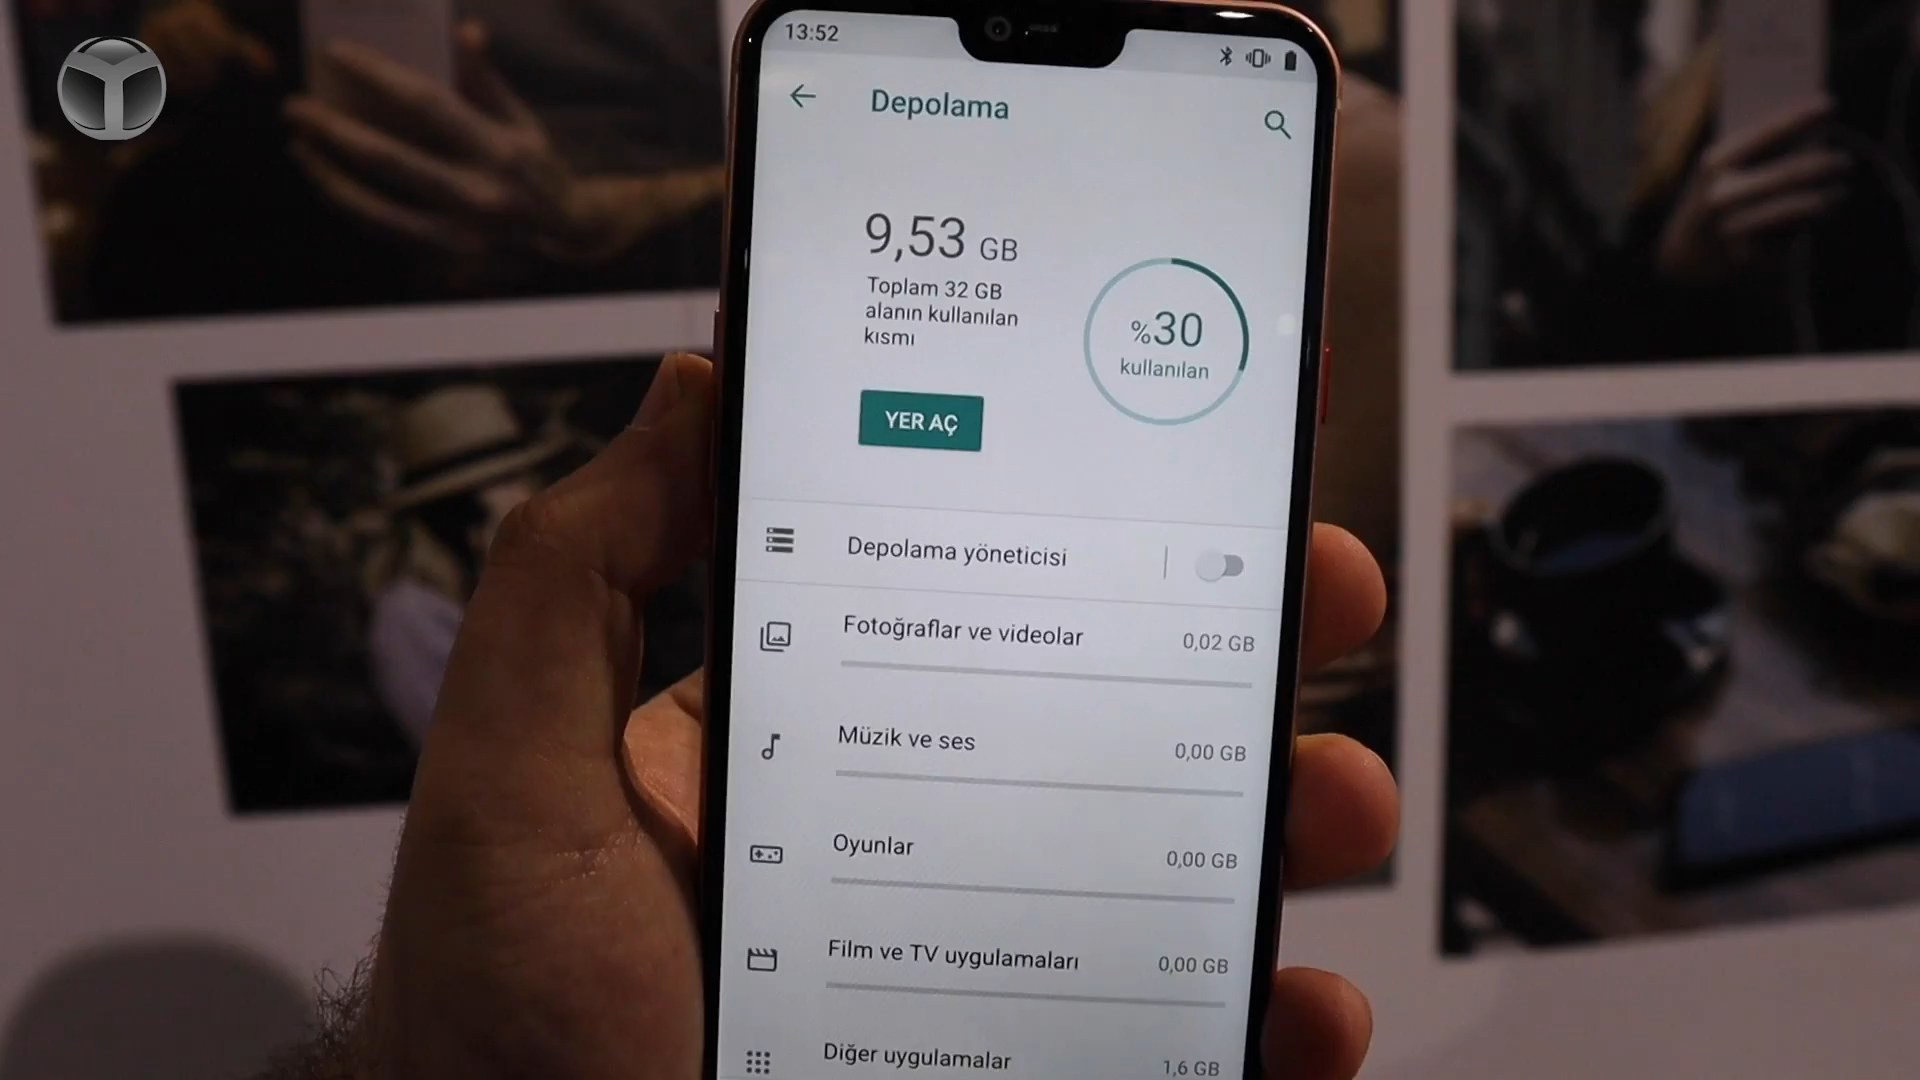 13:52
Depolama
9,53 GB
Toplam 32 GB
alanın kullanılan
kısmı
%30
kullanılan
YER AÇ
Depolama yöneticisi
Fotoğraflar ve videolar 0,02 GB
Müzik ve ses 0,00 GB
Oyunlar 0,00 GB
Film ve TV uygulamaları 0,00 GB
Diğer uygulamalar 1,6 GB